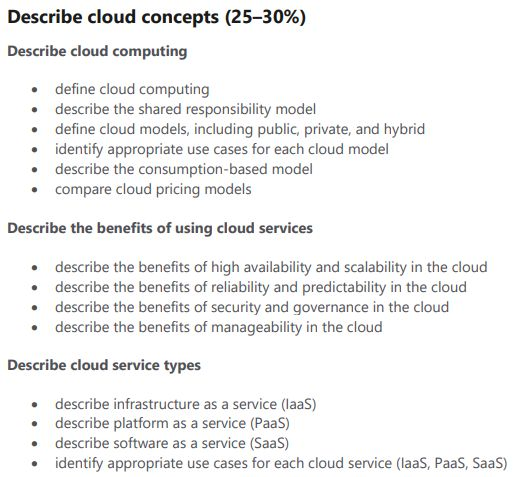 Describe cloud concepts (25–30%)
Describe cloud computing
• define cloud computing
• describe the shared responsibility model
• define cloud models, including public, private, and hybrid
• identify appropriate use cases for each cloud model
• describe the consumption-based model
• compare cloud pricing models
Describe the benefits of using cloud services
• describe the benefits of high availability and scalability in the cloud
• describe the benefits of reliability and predictability in the cloud
• describe the benefits of security and governance in the cloud
• describe the benefits of manageability in the cloud
Describe cloud service types
• describe infrastructure as a service (IaaS)
• describe platform as a service (PaaS)
• describe software as a service (SaaS)
• identify appropriate use cases for each cloud service (IaaS, PaaS, SaaS)